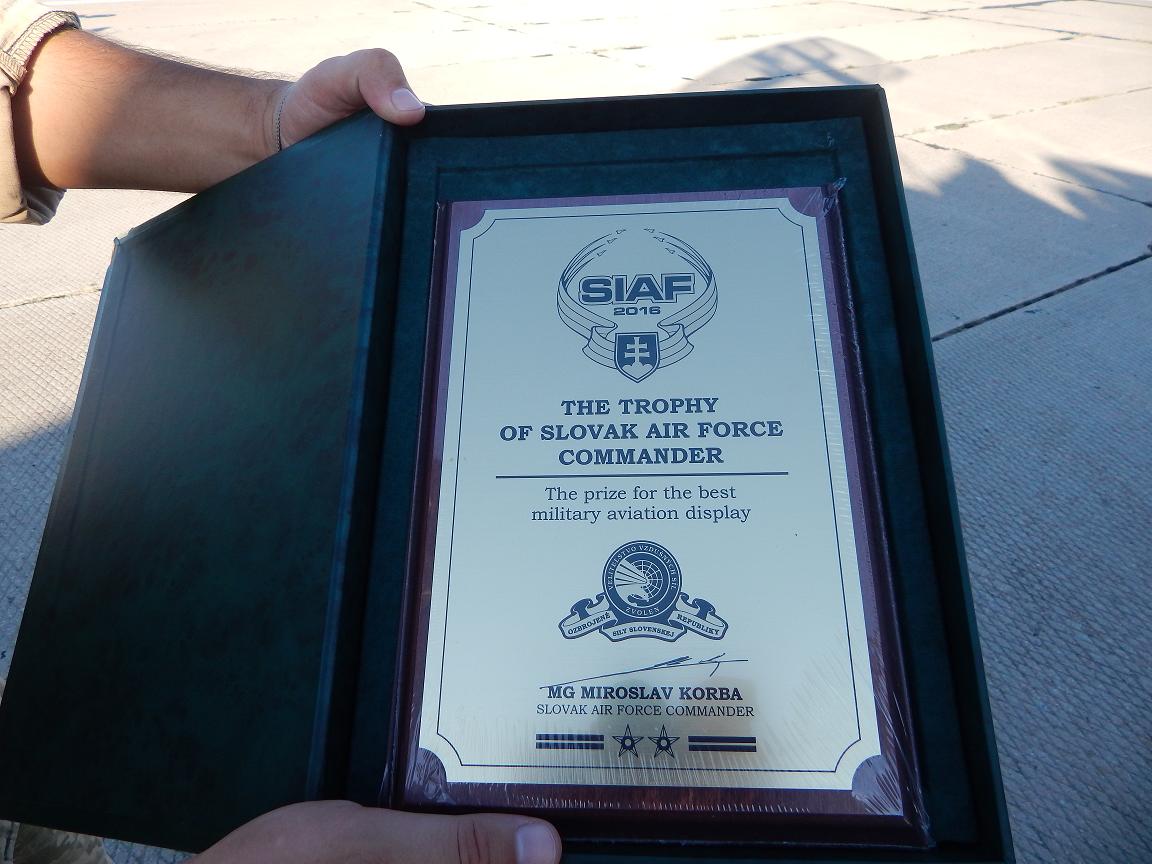 SIAF
2016
THE TROPHY
OF SLOVAK AIR FORCE
COMMANDER
The prize for the best
military aviation display
VELITEĽSTVO VZDUŠNÝCH SÍL
ZVOLEN
OZBROJENÉ SILY SLOVENSKEJ REPUBLIKY
MG MIROSLAV KORBA
SLOVAK AIR FORCE COMMANDER